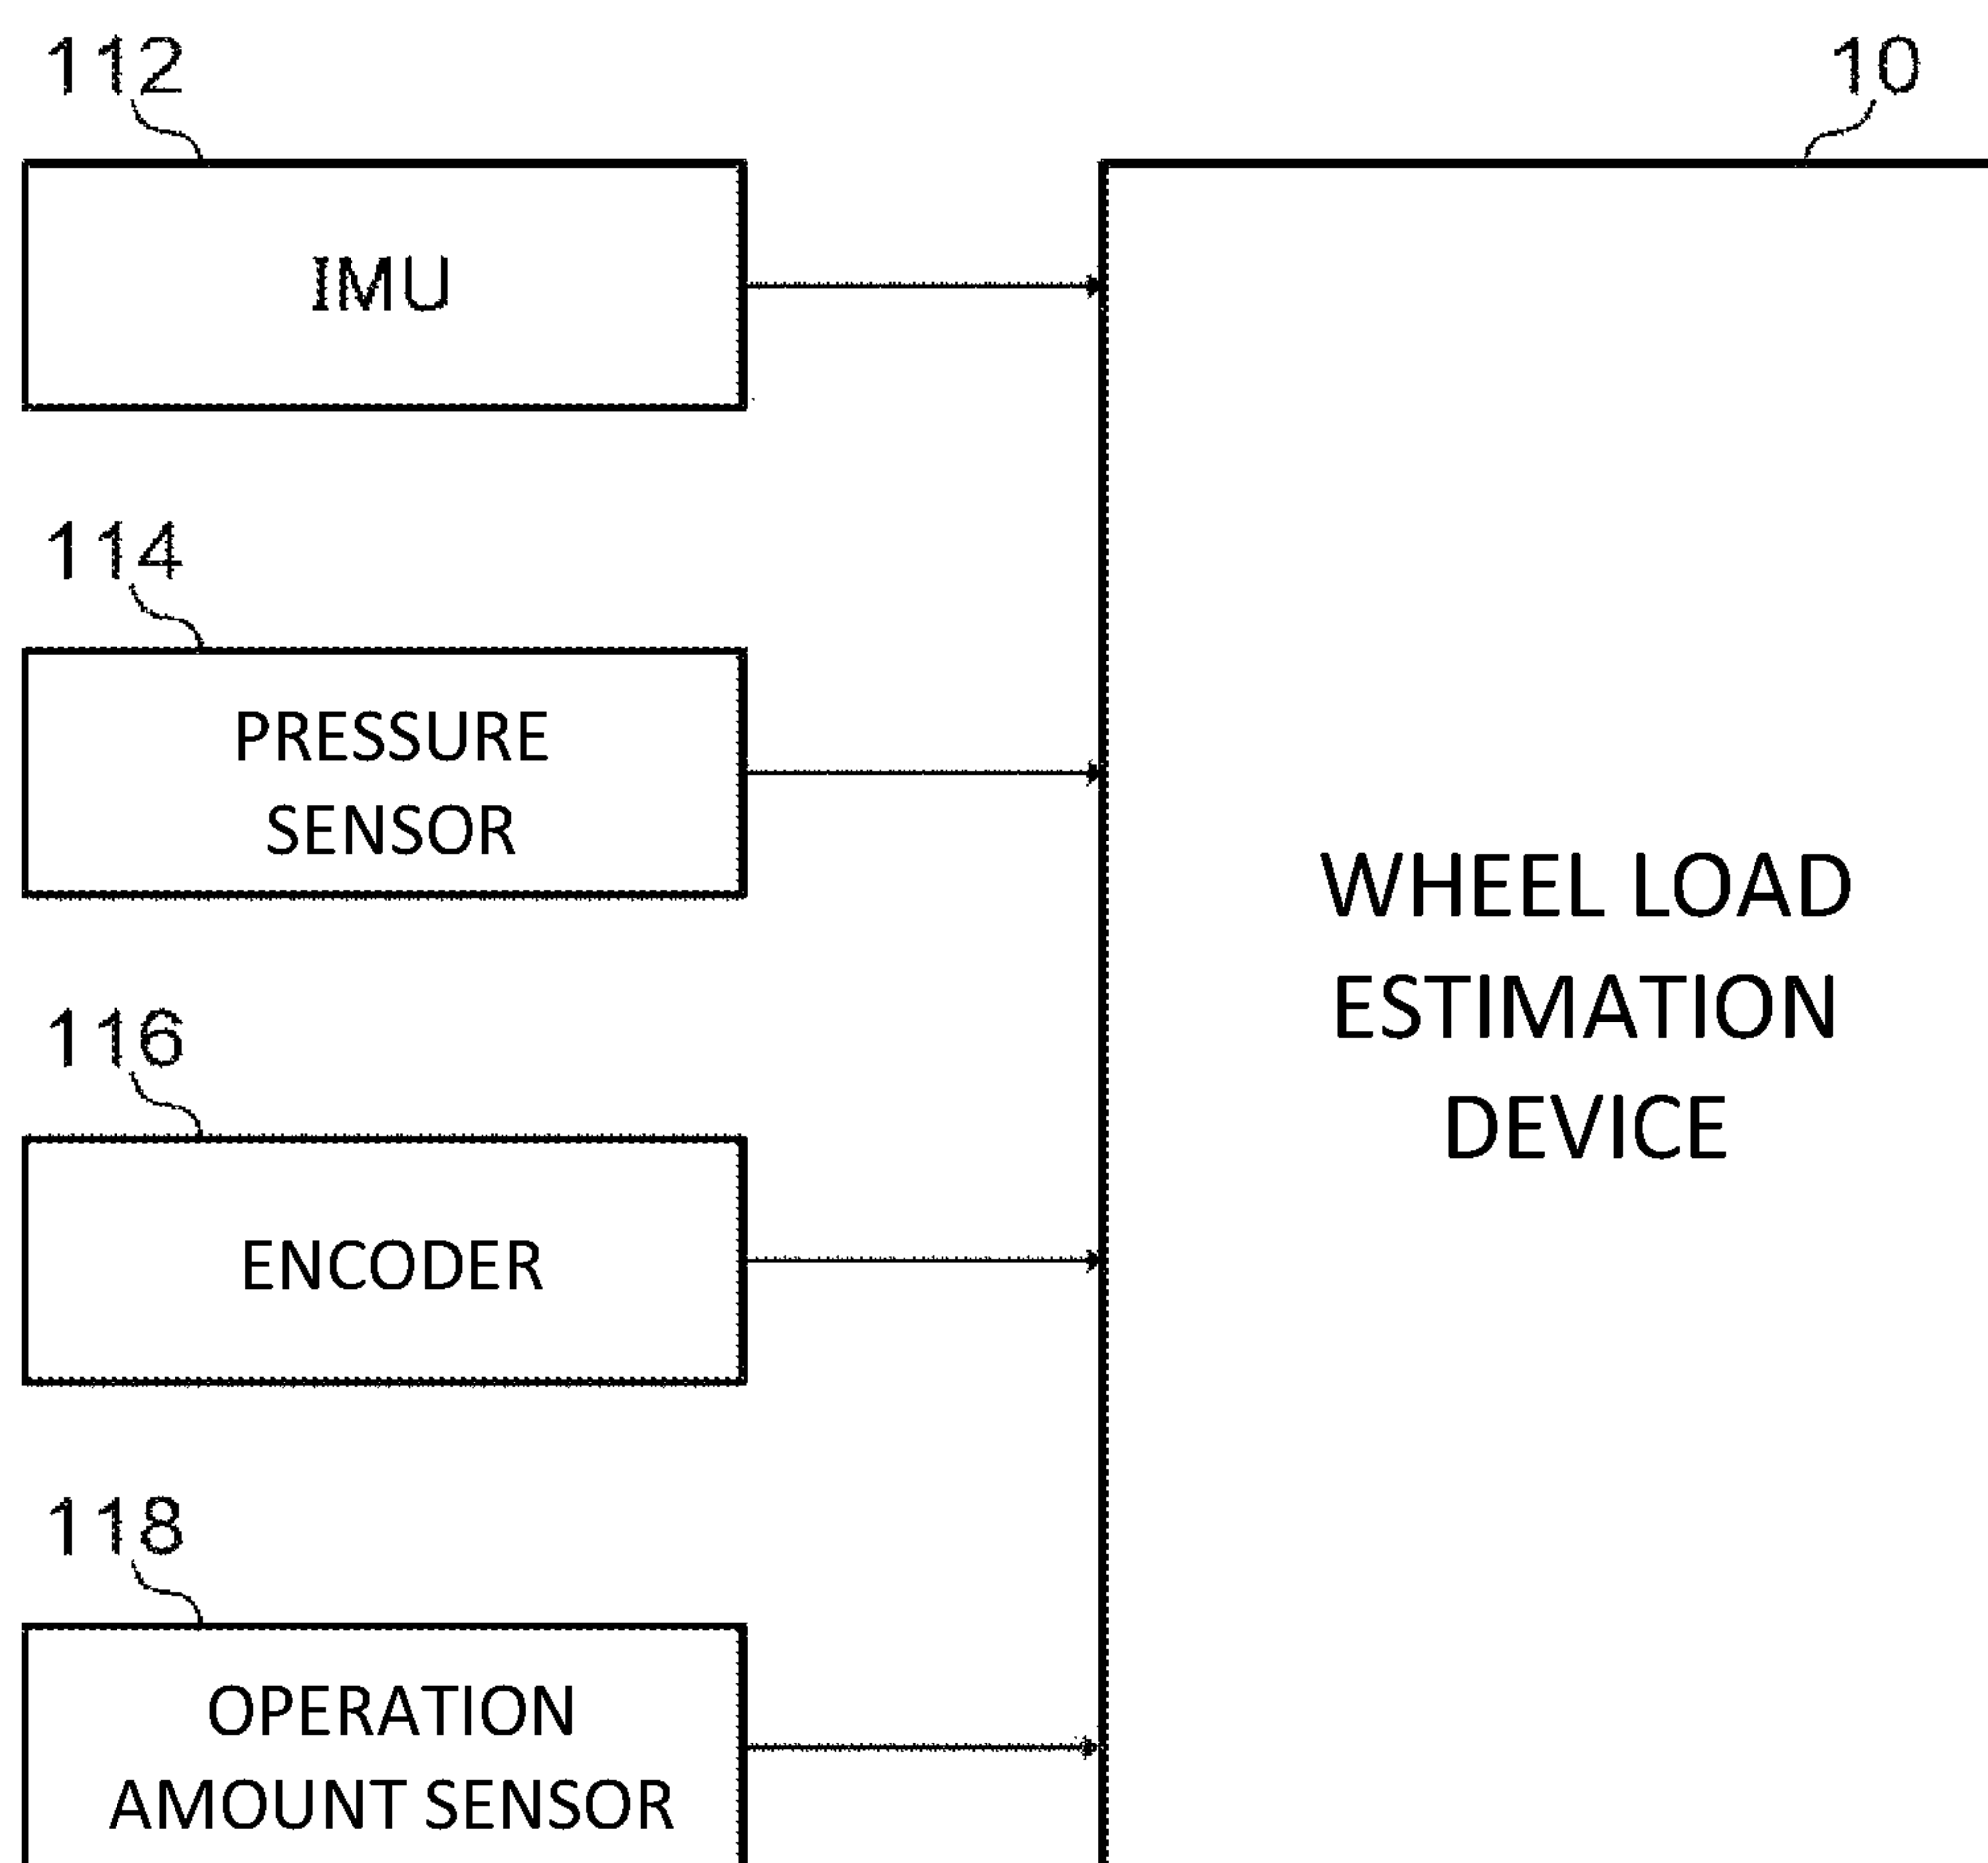 112
10
IMU
114
PRESSURE
SENSOR
WHEEL LOAD
ESTIMATION
DEVICE
116
ENCODER
118
OPERATION
AMOUNT SENSOR